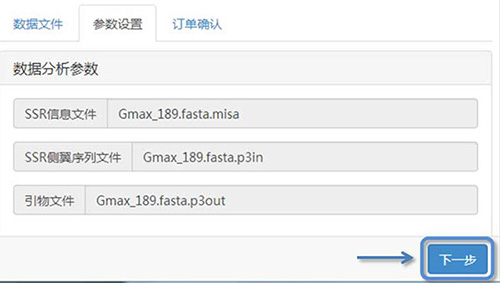 数据文件 参数设置 订单确认
数据分析参数
SSR信息文件 Gmax_189.fasta.misa
SSR侧翼序列文件 Gmax_189.fasta.p3in
引物文件 Gmax_189.fasta.p3out
下一步